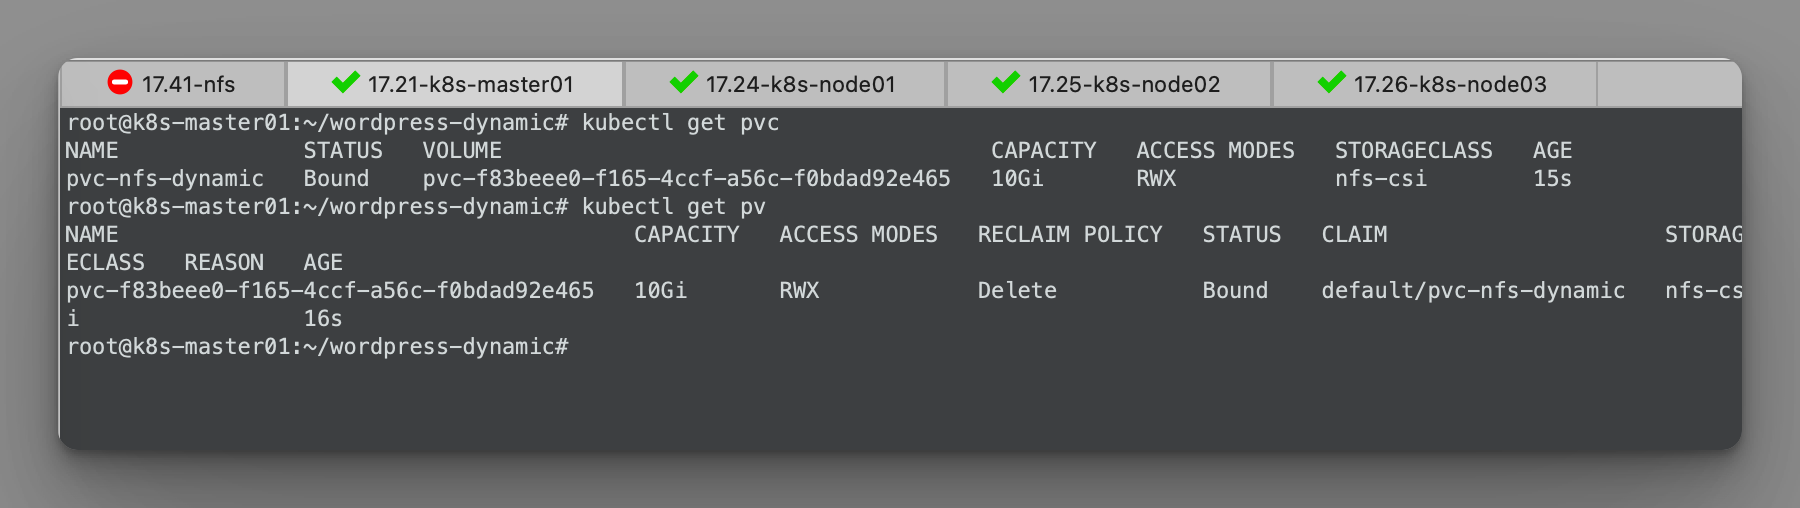 17.41-nfs 17.21-k8s-master01 17.24-k8s-node01 17.25-k8s-node02 17.26-k8s-node03
root@k8s-master01:~/wordpress-dynamic# kubectl get pvc
NAME              STATUS   VOLUME                                     CAPACITY   ACCESS MODES   STORAGECLASS   AGE
pvc-nfs-dynamic   Bound    pvc-f83beee0-f165-4ccf-a56c-f0bdad92e465   10Gi       RWX            nfs-csi        15s
root@k8s-master01:~/wordpress-dynamic# kubectl get pv
NAME                                       CAPACITY   ACCESS MODES   RECLAIM POLICY   STATUS   CLAIM                     STORAG
ECLASS   REASON   AGE
pvc-f83beee0-f165-4ccf-a56c-f0bdad92e465   10Gi       RWX            Delete           Bound    default/pvc-nfs-dynamic   nfs-cs
i                 16s
root@k8s-master01:~/wordpress-dynamic#